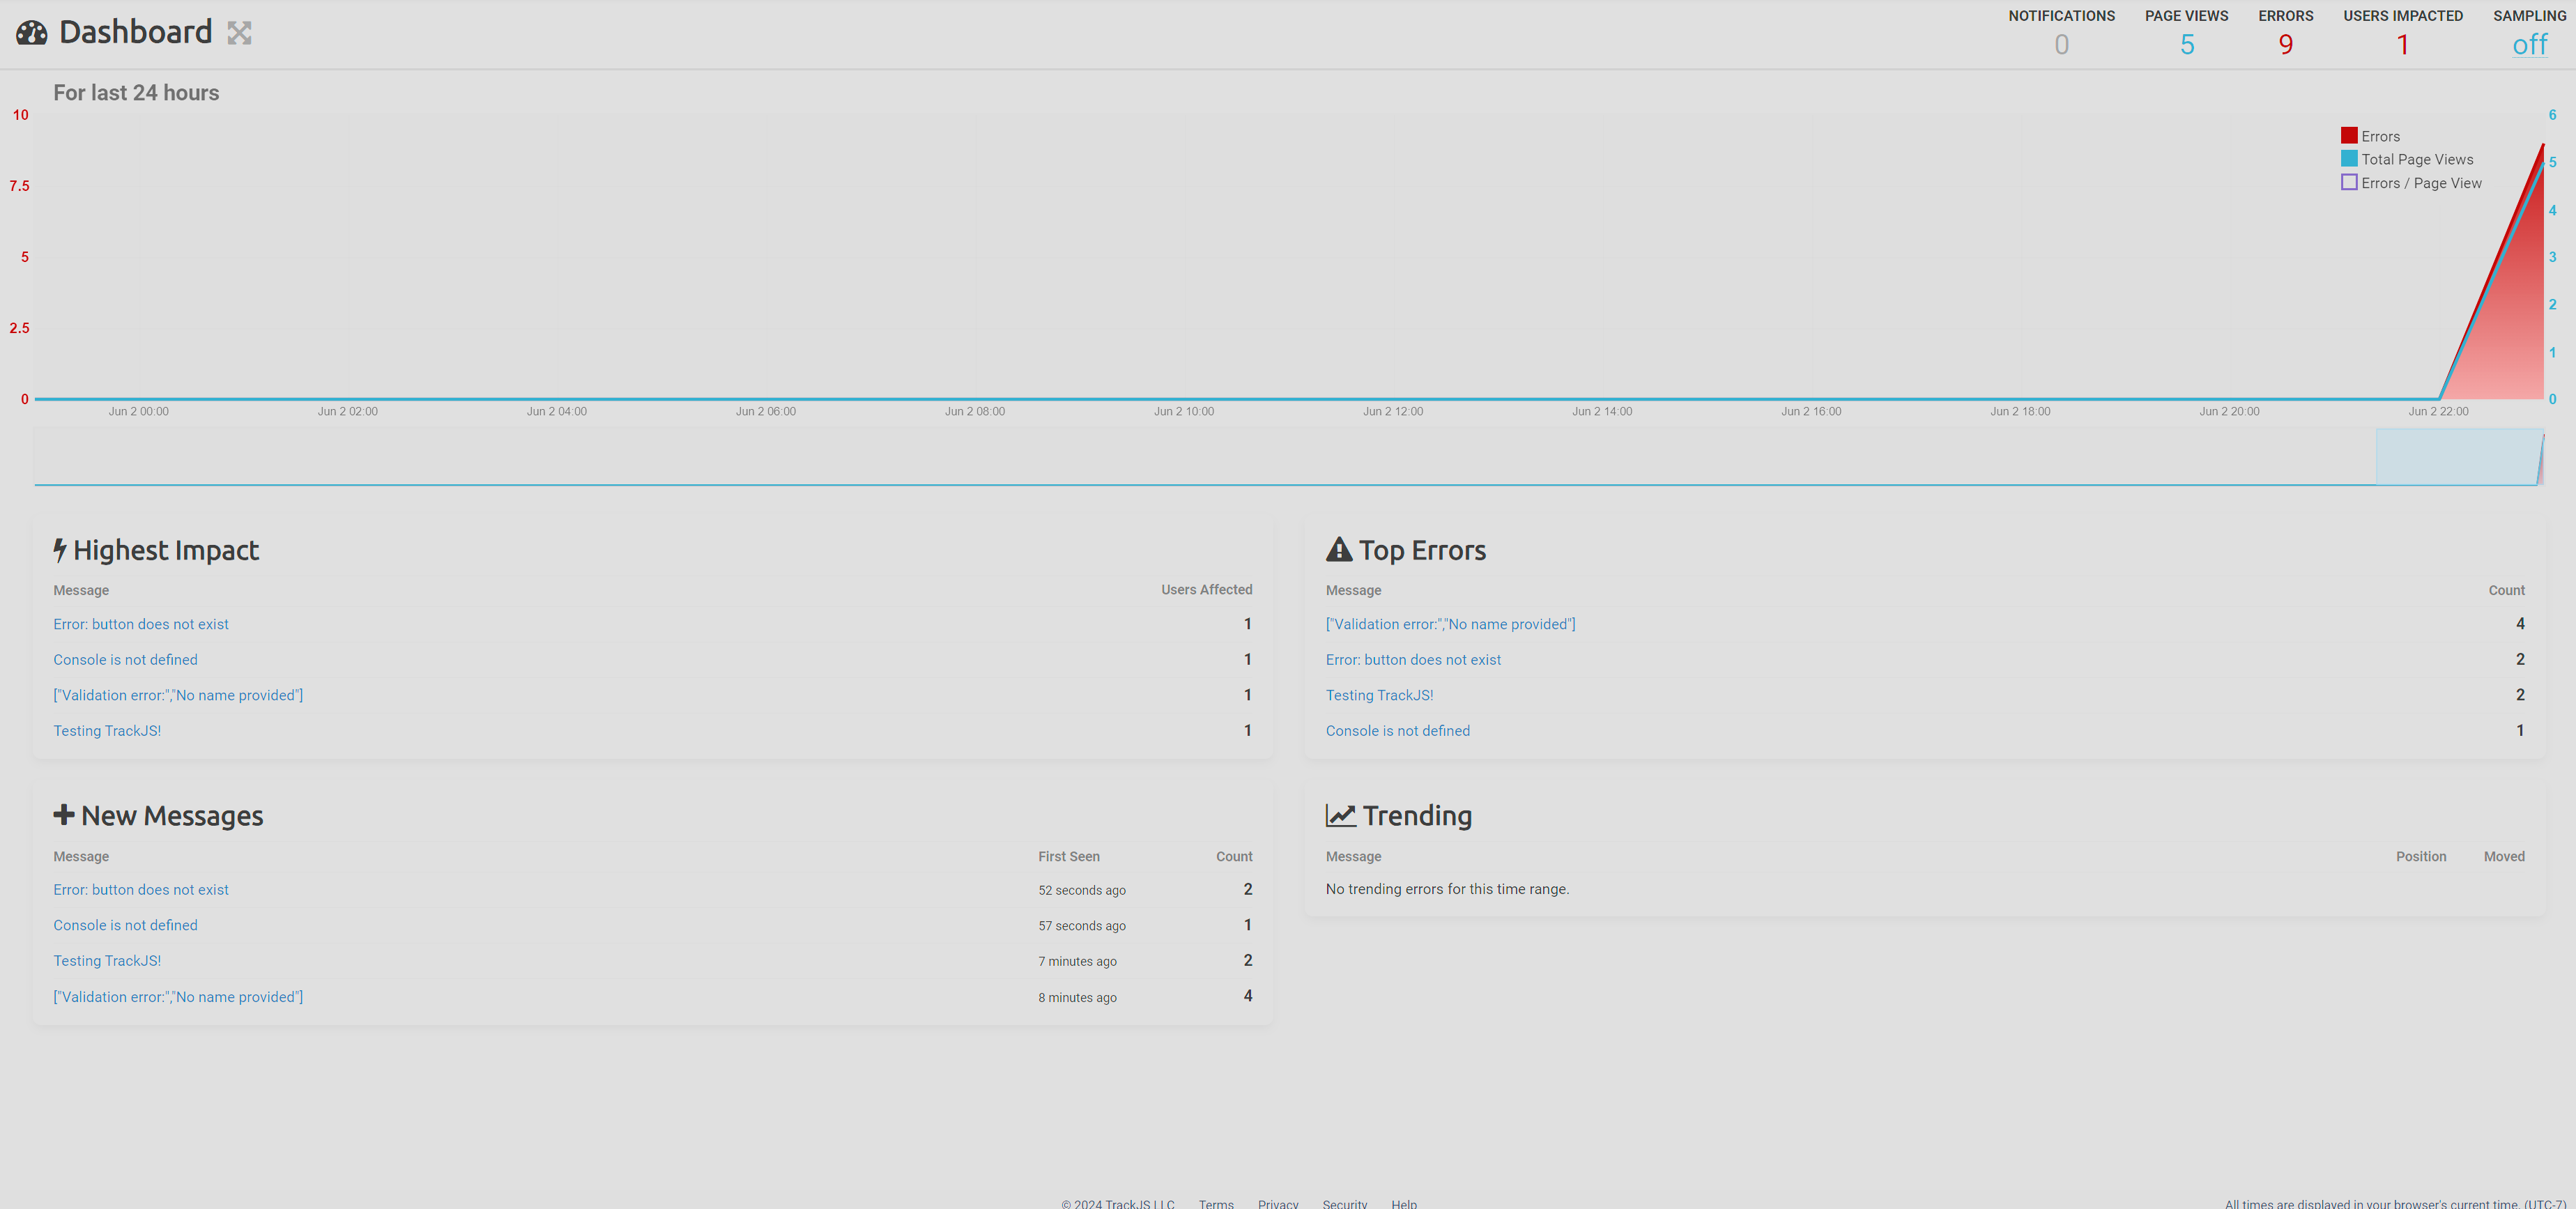 Dashboard
NOTIFICATIONS PAGE VIEWS ERRORS USERS IMPACTED SAMPLING
0 5 9 1 off
For last 24 hours
10 6
Errors
Total Page Views 5
7.5 Errors / Page View
4
5 3
2.5 2
1
0 0
Jun 2 00:00 Jun 2 02:00 Jun 2 04:00 Jun 2 06:00 Jun 2 08:00 Jun 2 10:00 Jun 2 12:00 Jun 2 14:00 Jun 2 16:00 Jun 2 18:00 Jun 2 20:00 Jun 2 22:00
Highest Impact
Message Users Affected
Error: button does not exist 1
Console is not defined 1
["Validation error:","No name provided"] 1
Testing TrackJS! 1
Top Errors
Message Count
["Validation error:","No name provided"] 4
Error: button does not exist 2
Testing TrackJS! 2
Console is not defined 1
New Messages
Message First Seen Count
Error: button does not exist 52 seconds ago 2
Console is not defined 57 seconds ago 1
Testing TrackJS! 7 minutes ago 2
["Validation error:","No name provided"] 8 minutes ago 4
Trending
Message Position Moved
No trending errors for this time range.
© 2024 TrackJS LLC Terms Privacy Security Help
All times are displayed in your browser's current time. (UTC-7)